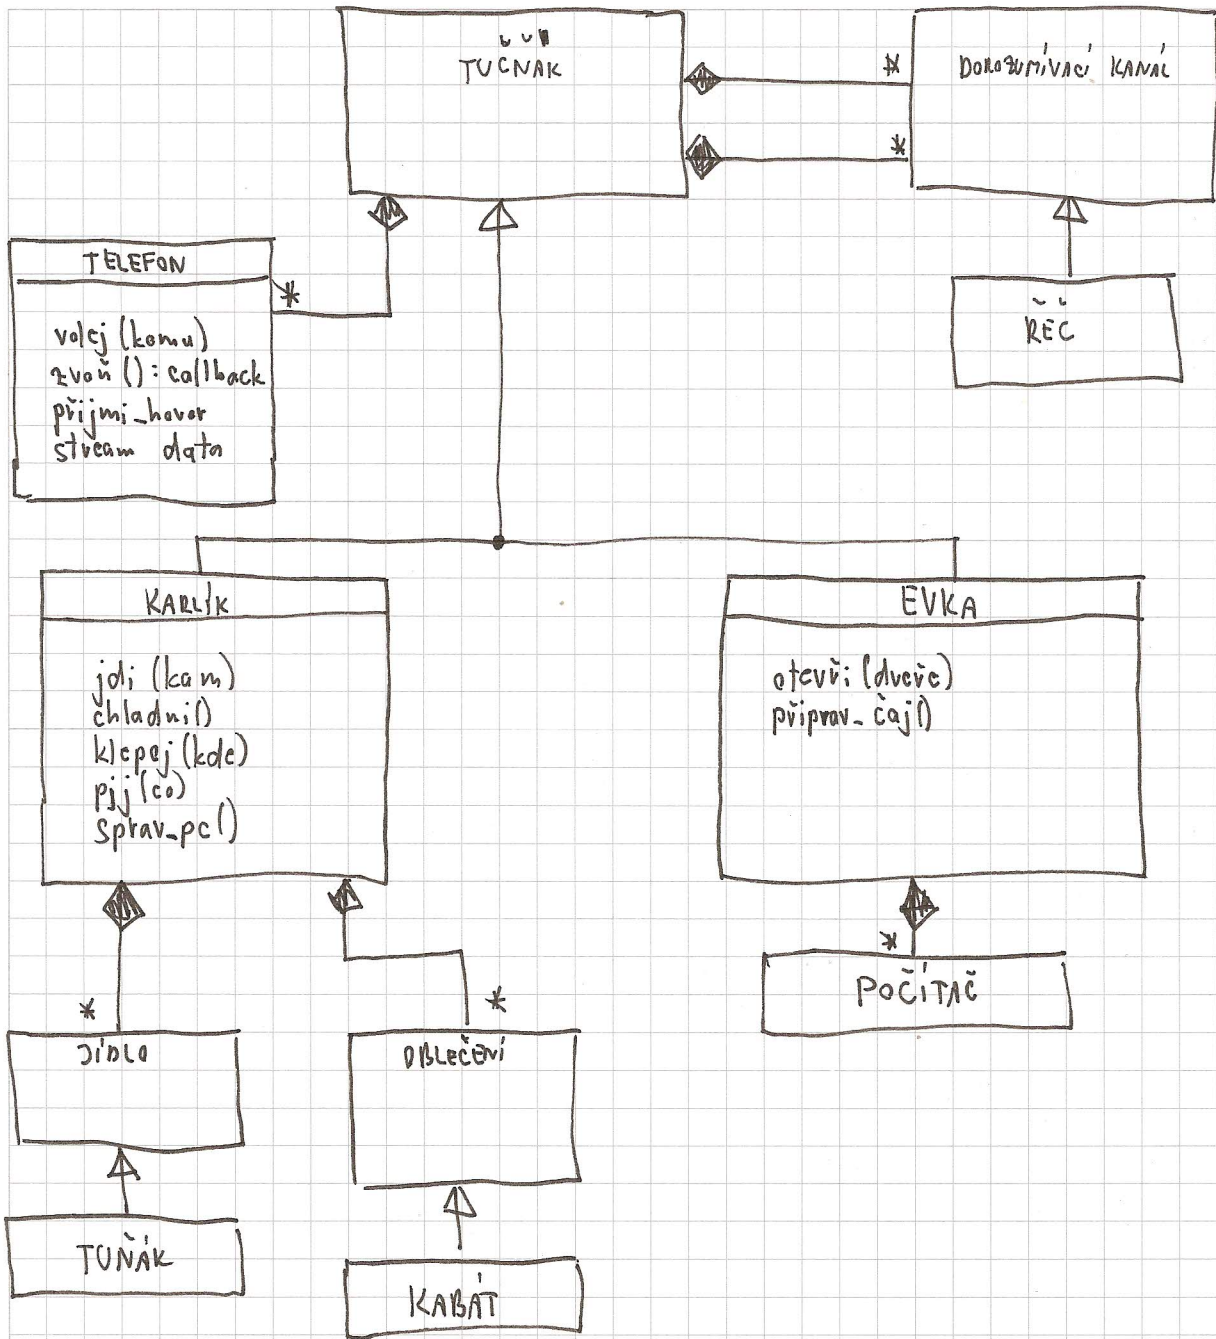 TUČŇÁK
DOROZUMÍVACÍ KANÁL
*
*
TELEFON
*
volej (komu)
zvoň () : callback
přijmi_hovor
stream data
ŘEČ
KARLÍK
jdi (kam)
chladni()
klepej (kde)
pij (co)
sprav_pc()
EVKA
otevři (dveře)
připrav_čaj()
*
POČÍTAČ
*
JÍDLO
*
OBLEČENÍ
TUŇÁK
KABÁT